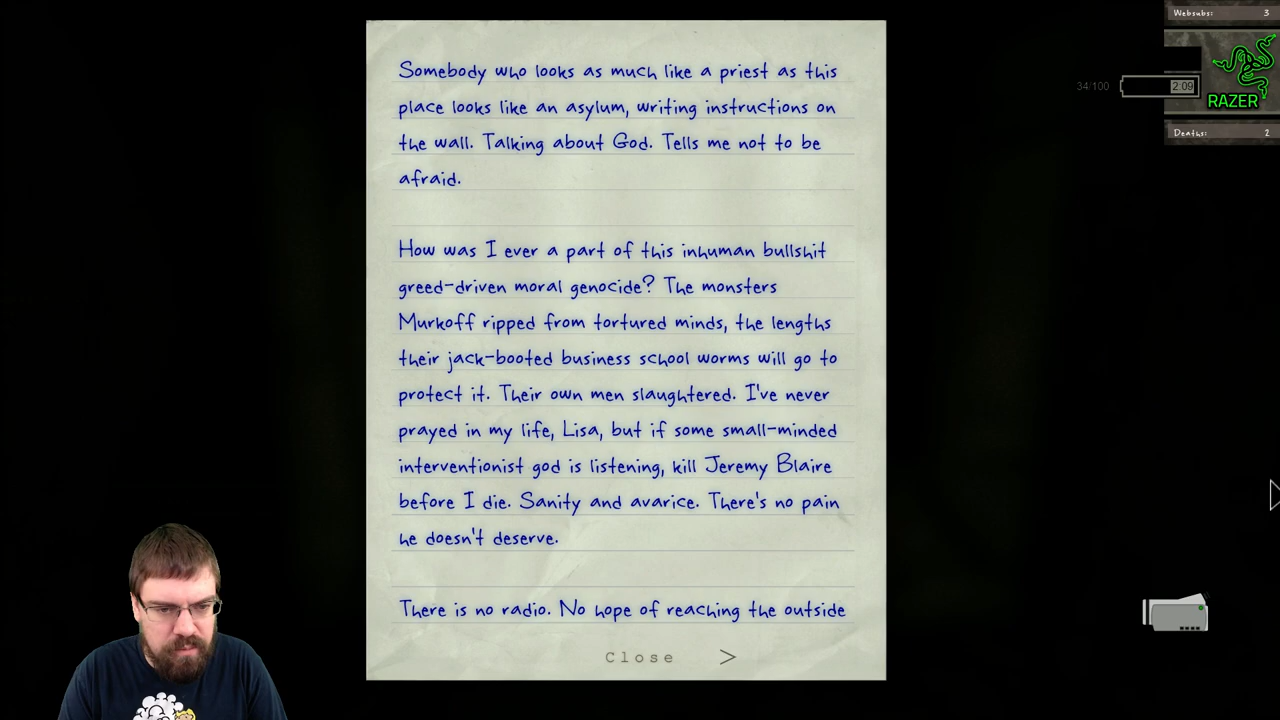 Websubs: 3
34/100
2:09
RAZER
Deaths: 2
Somebody who looks as much like a priest as this
place looks like an asylum, writing instructions on
the wall. Talking about God. Tells me not to be
afraid.
How was I ever a part of this inhuman bullshit
greed-driven moral genocide? The monsters
Murkoff ripped from tortured minds, the lengths
their jack-booted business school worms will go to
protect it. Their own men slaughtered. I've never
prayed in my life, Lisa, but if some small-minded
interventionist god is listening, kill Jeremy Blaire
before I die. Sanity and avarice. There's no pain
he doesn't deserve.
There is no radio. No hope of reaching the outside
Close >